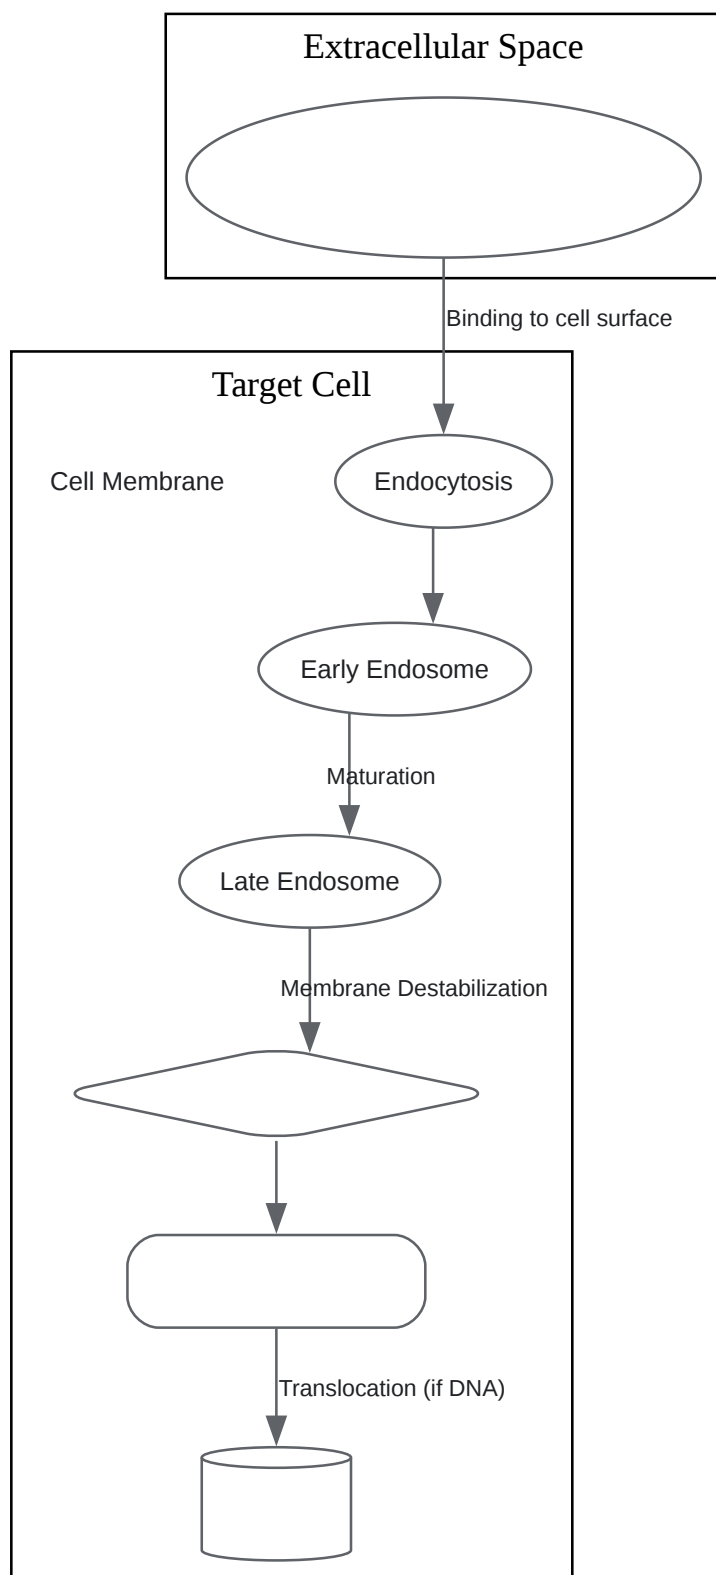 Extracellular Space
Binding to cell surface
Target Cell
Cell Membrane
Endocytosis
Early Endosome
Maturation
Late Endosome
Membrane Destabilization
Translocation (if DNA)